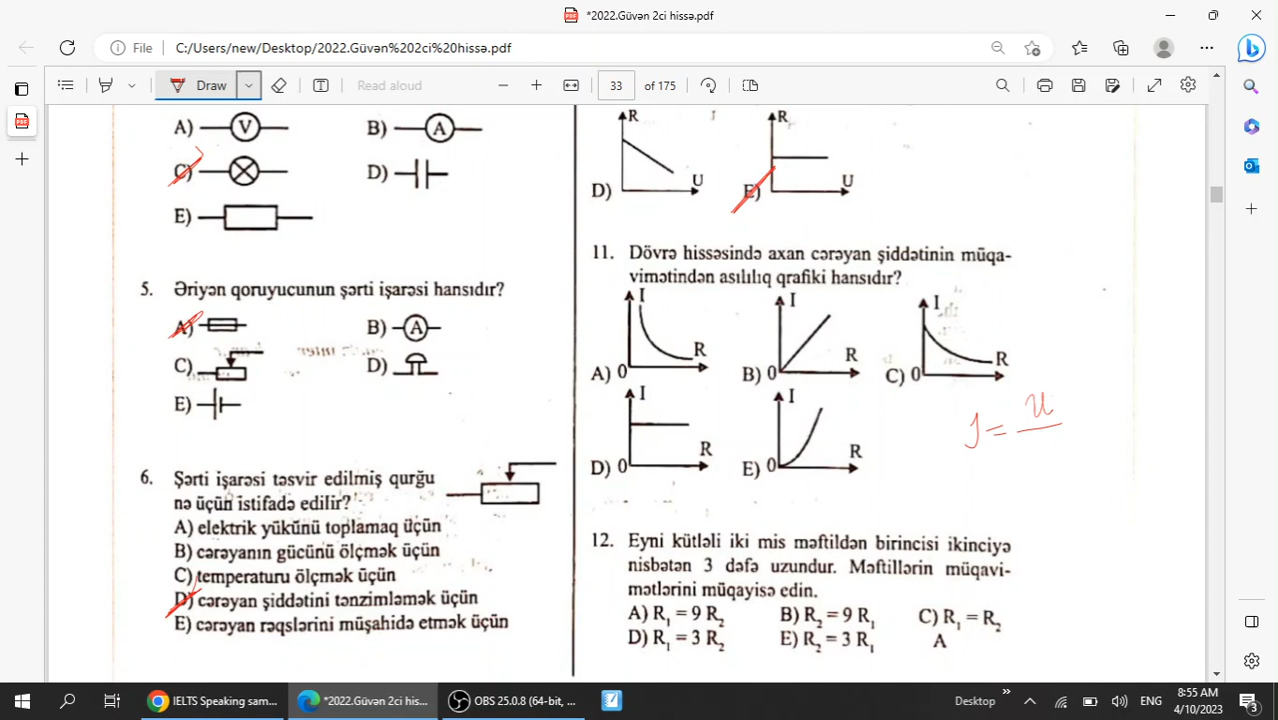 *2022.Güvən 2ci hissə.pdf
File
C:/Users/new/Desktop/2022.Güvən%202ci%20hissə.pdf
Draw
Read aloud
33
of 175
A) V
B) A
C)
D)
E)
5. Əriyən qoruyucunun şərti işarəsi hansıdır?
A)
B) A
C)
D)
E)
6. Şərti işarəsi təsvir edilmiş qurğu
nə üçün istifadə edilir?
A) elektrik yükünü toplamaq üçün
B) cərəyanın gücünü ölçmək üçün
C) temperaturu ölçmək üçün
D) cərəyan şiddətini tənzimləmək üçün
E) cərəyan rəqslərini müşahidə etmək üçün
R
R
D)
U
E)
U
11. Dövrə hissəsində axan cərəyan şiddətinin müqa-
vimətindən asılılıq qrafiki hansıdır?
I
I
I
R
R
R
A) 0
B) 0
C) 0
I
I
R
R
D) 0
E) 0
I = U
12. Eyni kütləli iki mis məftildən birincisi ikinciyə
nisbətən 3 dəfə uzundur. Məftillərin müqavi-
mətlərini müqayisə edin.
A) R₁ = 9 R₂
B) R₂ = 9 R₁
C) R₁ = R₂
D) R₁ = 3 R₂
E) R₂ = 3 R₁
A
IELTS Speaking sam...
*2022.Güvən 2ci his...
OBS 25.0.8 (64-bit, ...
Desktop
ENG
8:55 AM
4/10/2023
3